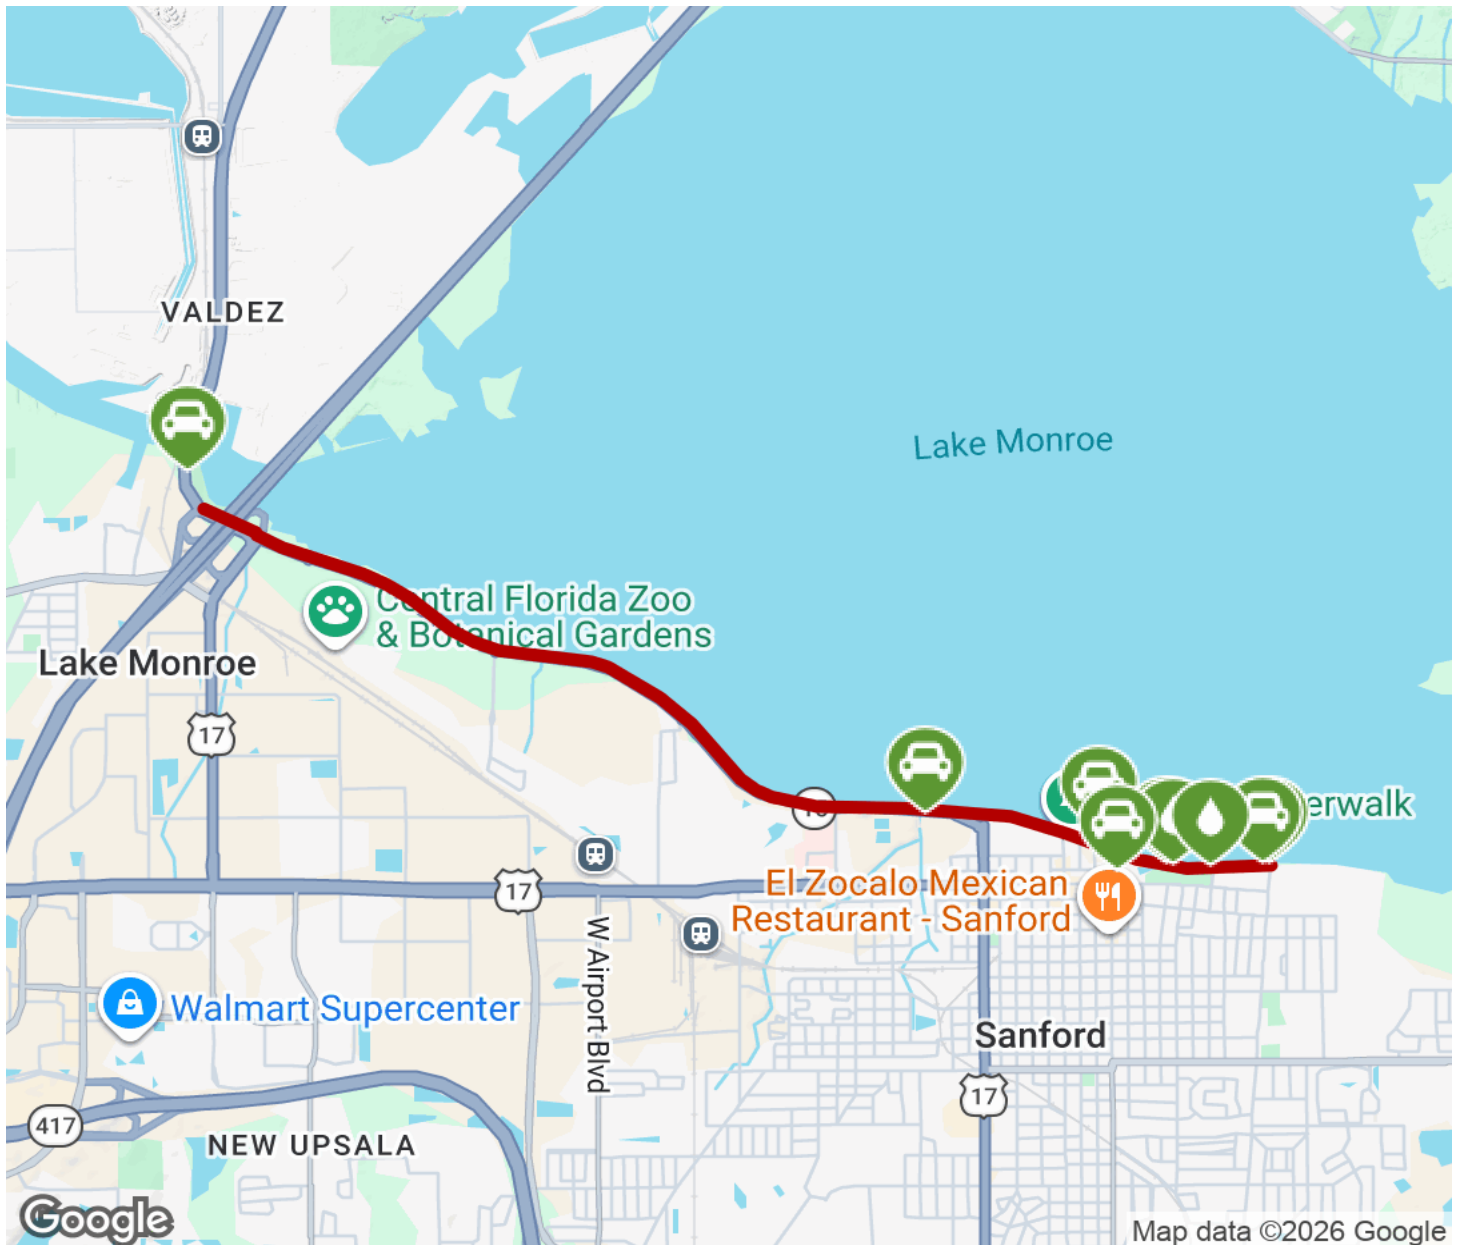 VALDEZ
Lake Monroe
Central Florida Zoo
& Botanical Gardens
Lake Monroe
17
erwalk
17
El Zocalo Mexican
Restaurant - Sanford
W Airport Blvd
Walmart Supercenter
Sanford
17
417
NEW UPSALA
Google
Map data ©2026 Google